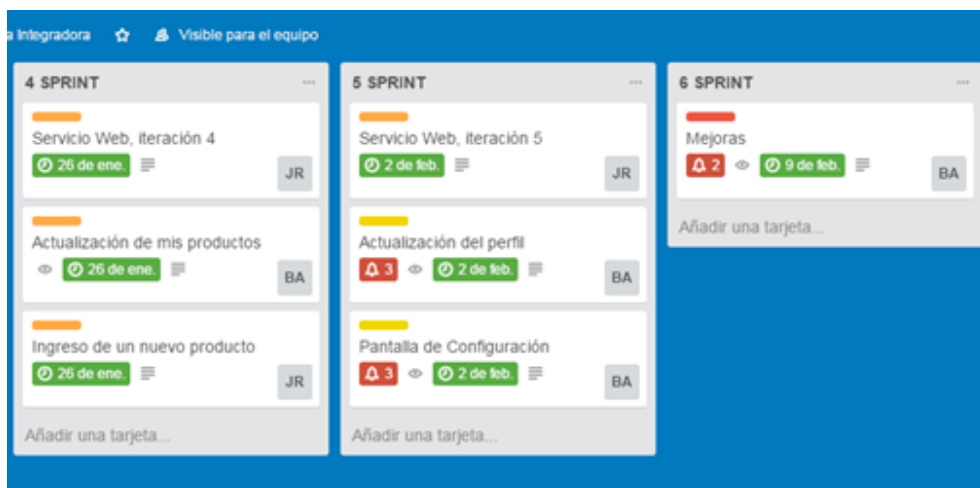 a Integradora Visible para el equipo
4 SPRINT
Servicio Web, iteración 4
26 de ene.
JR
Actualización de mis productos
26 de ene.
BA
Ingreso de un nuevo producto
26 de ene.
JR
Añadir una tarjeta...
5 SPRINT
Servicio Web, iteración 5
2 de feb.
JR
Actualización del perfil
3 2 de feb.
BA
Pantalla de Configuración
3 2 de feb.
BA
Añadir una tarjeta...
6 SPRINT
Mejoras
2 9 de feb.
BA
Añadir una tarjeta...